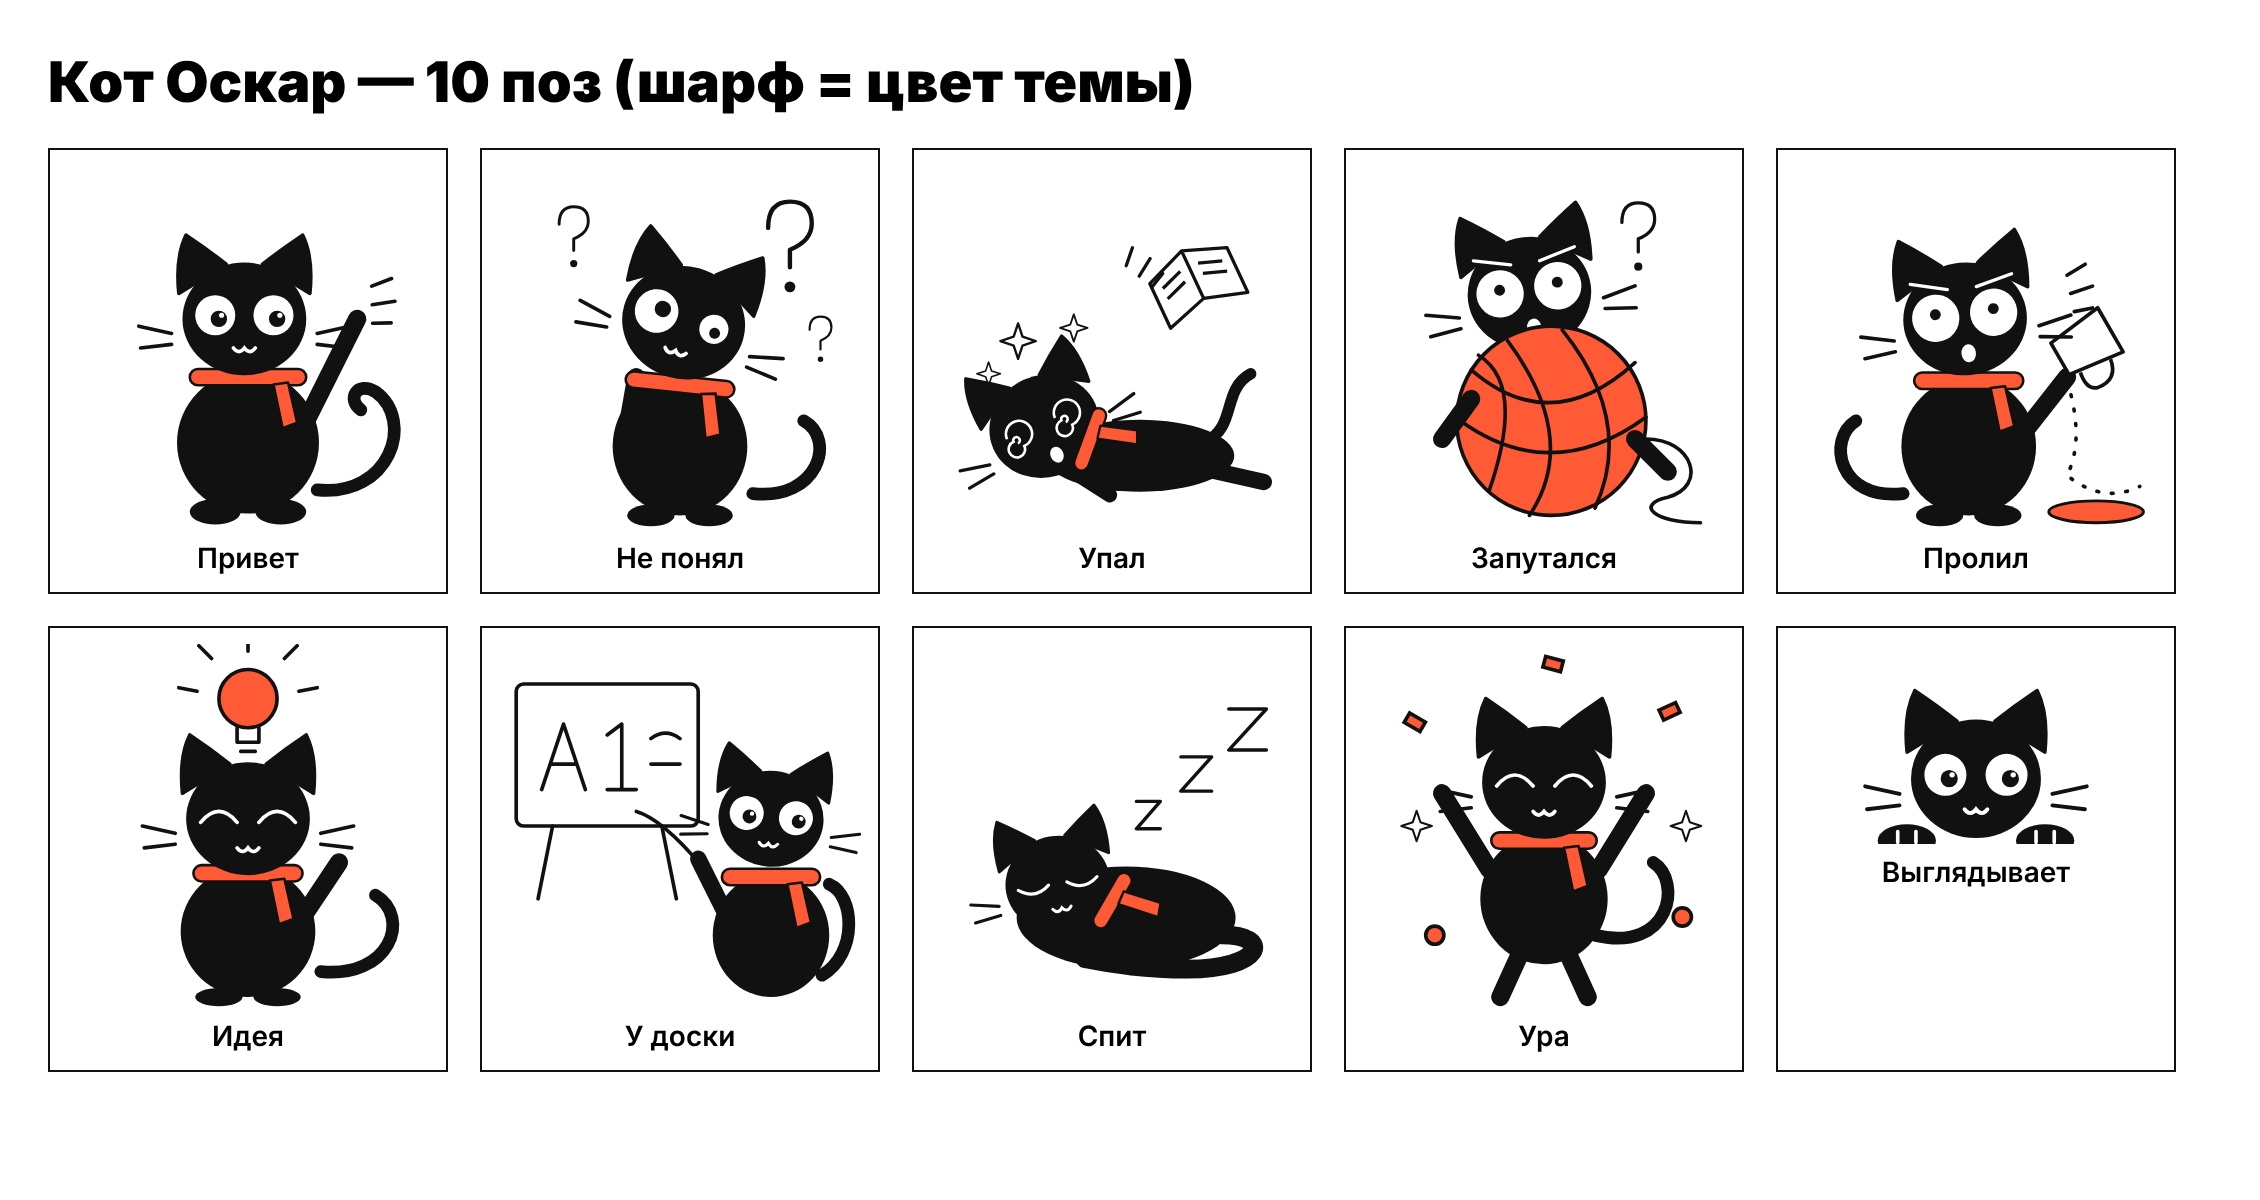 Кот Оскар — 10 поз (шарф = цвет темы)
? ? ?
?
Привет
Не понял
Упал
Запутался
Пролил
A1=
z z Z
Идея
У доски
Спит
Ура
Выглядывает